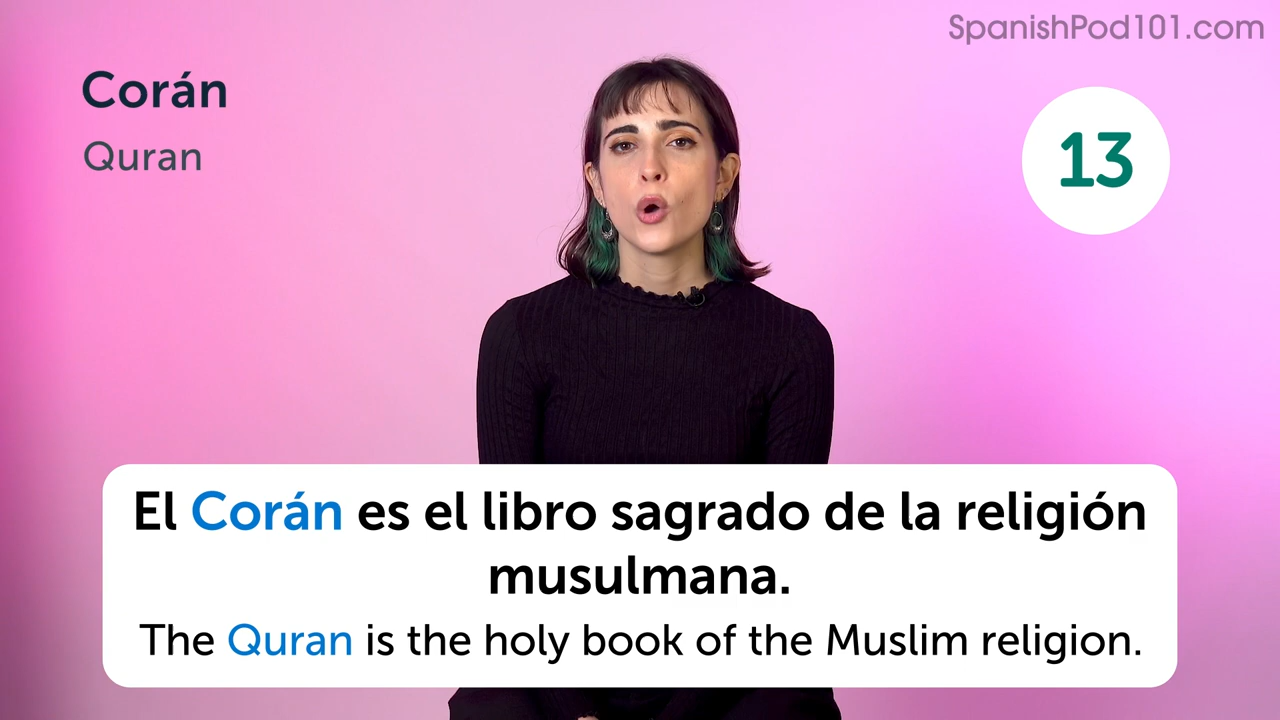 SpanishPod101.com
Corán
Quran
13
El Corán es el libro sagrado de la religión
musulmana.
The Quran is the holy book of the Muslim religion.